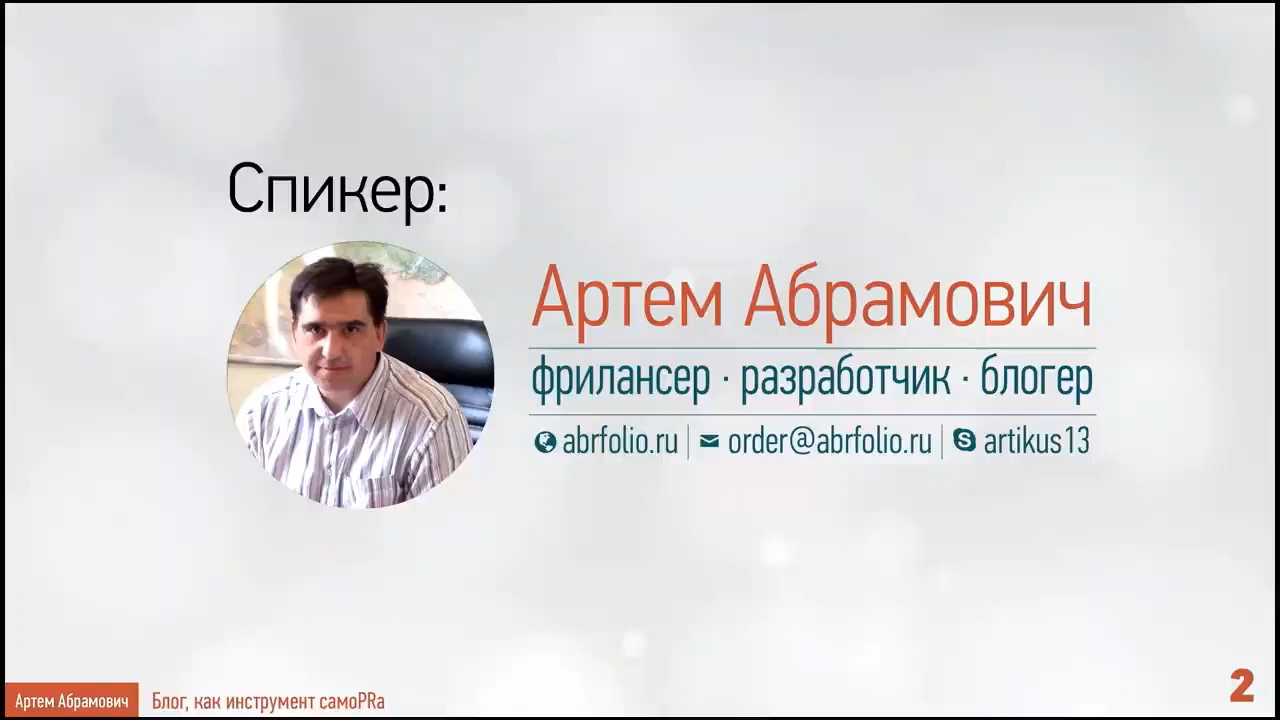 Спикер:
Артем Абрамович
фрилансер · разработчик · блогер
abrfolio.ru | order@abrfolio.ru | artikus13
Артем Абрамович Блог, как инструмент самоPRа
2